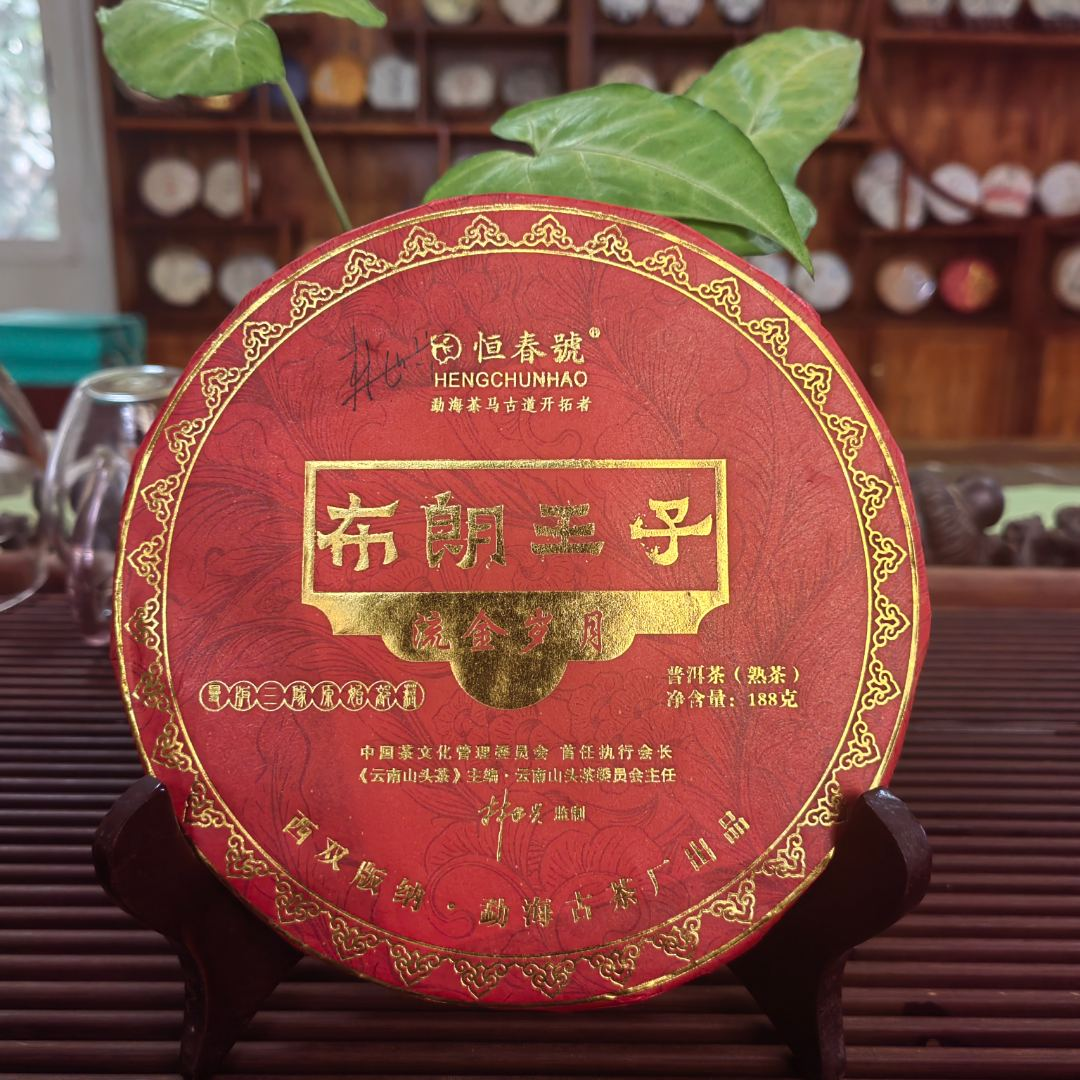 恒春號®
HENGCHUNHAO
勐海茶马古道开拓者
布朗王子
流金岁月
普洱茶（熟茶）
净含量：188克
中国茶文化管理委员会 首任执行会长
《云南山头茶》主编·云南山头茶委员会主任
监制
西双版纳·勐海古茶厂出品